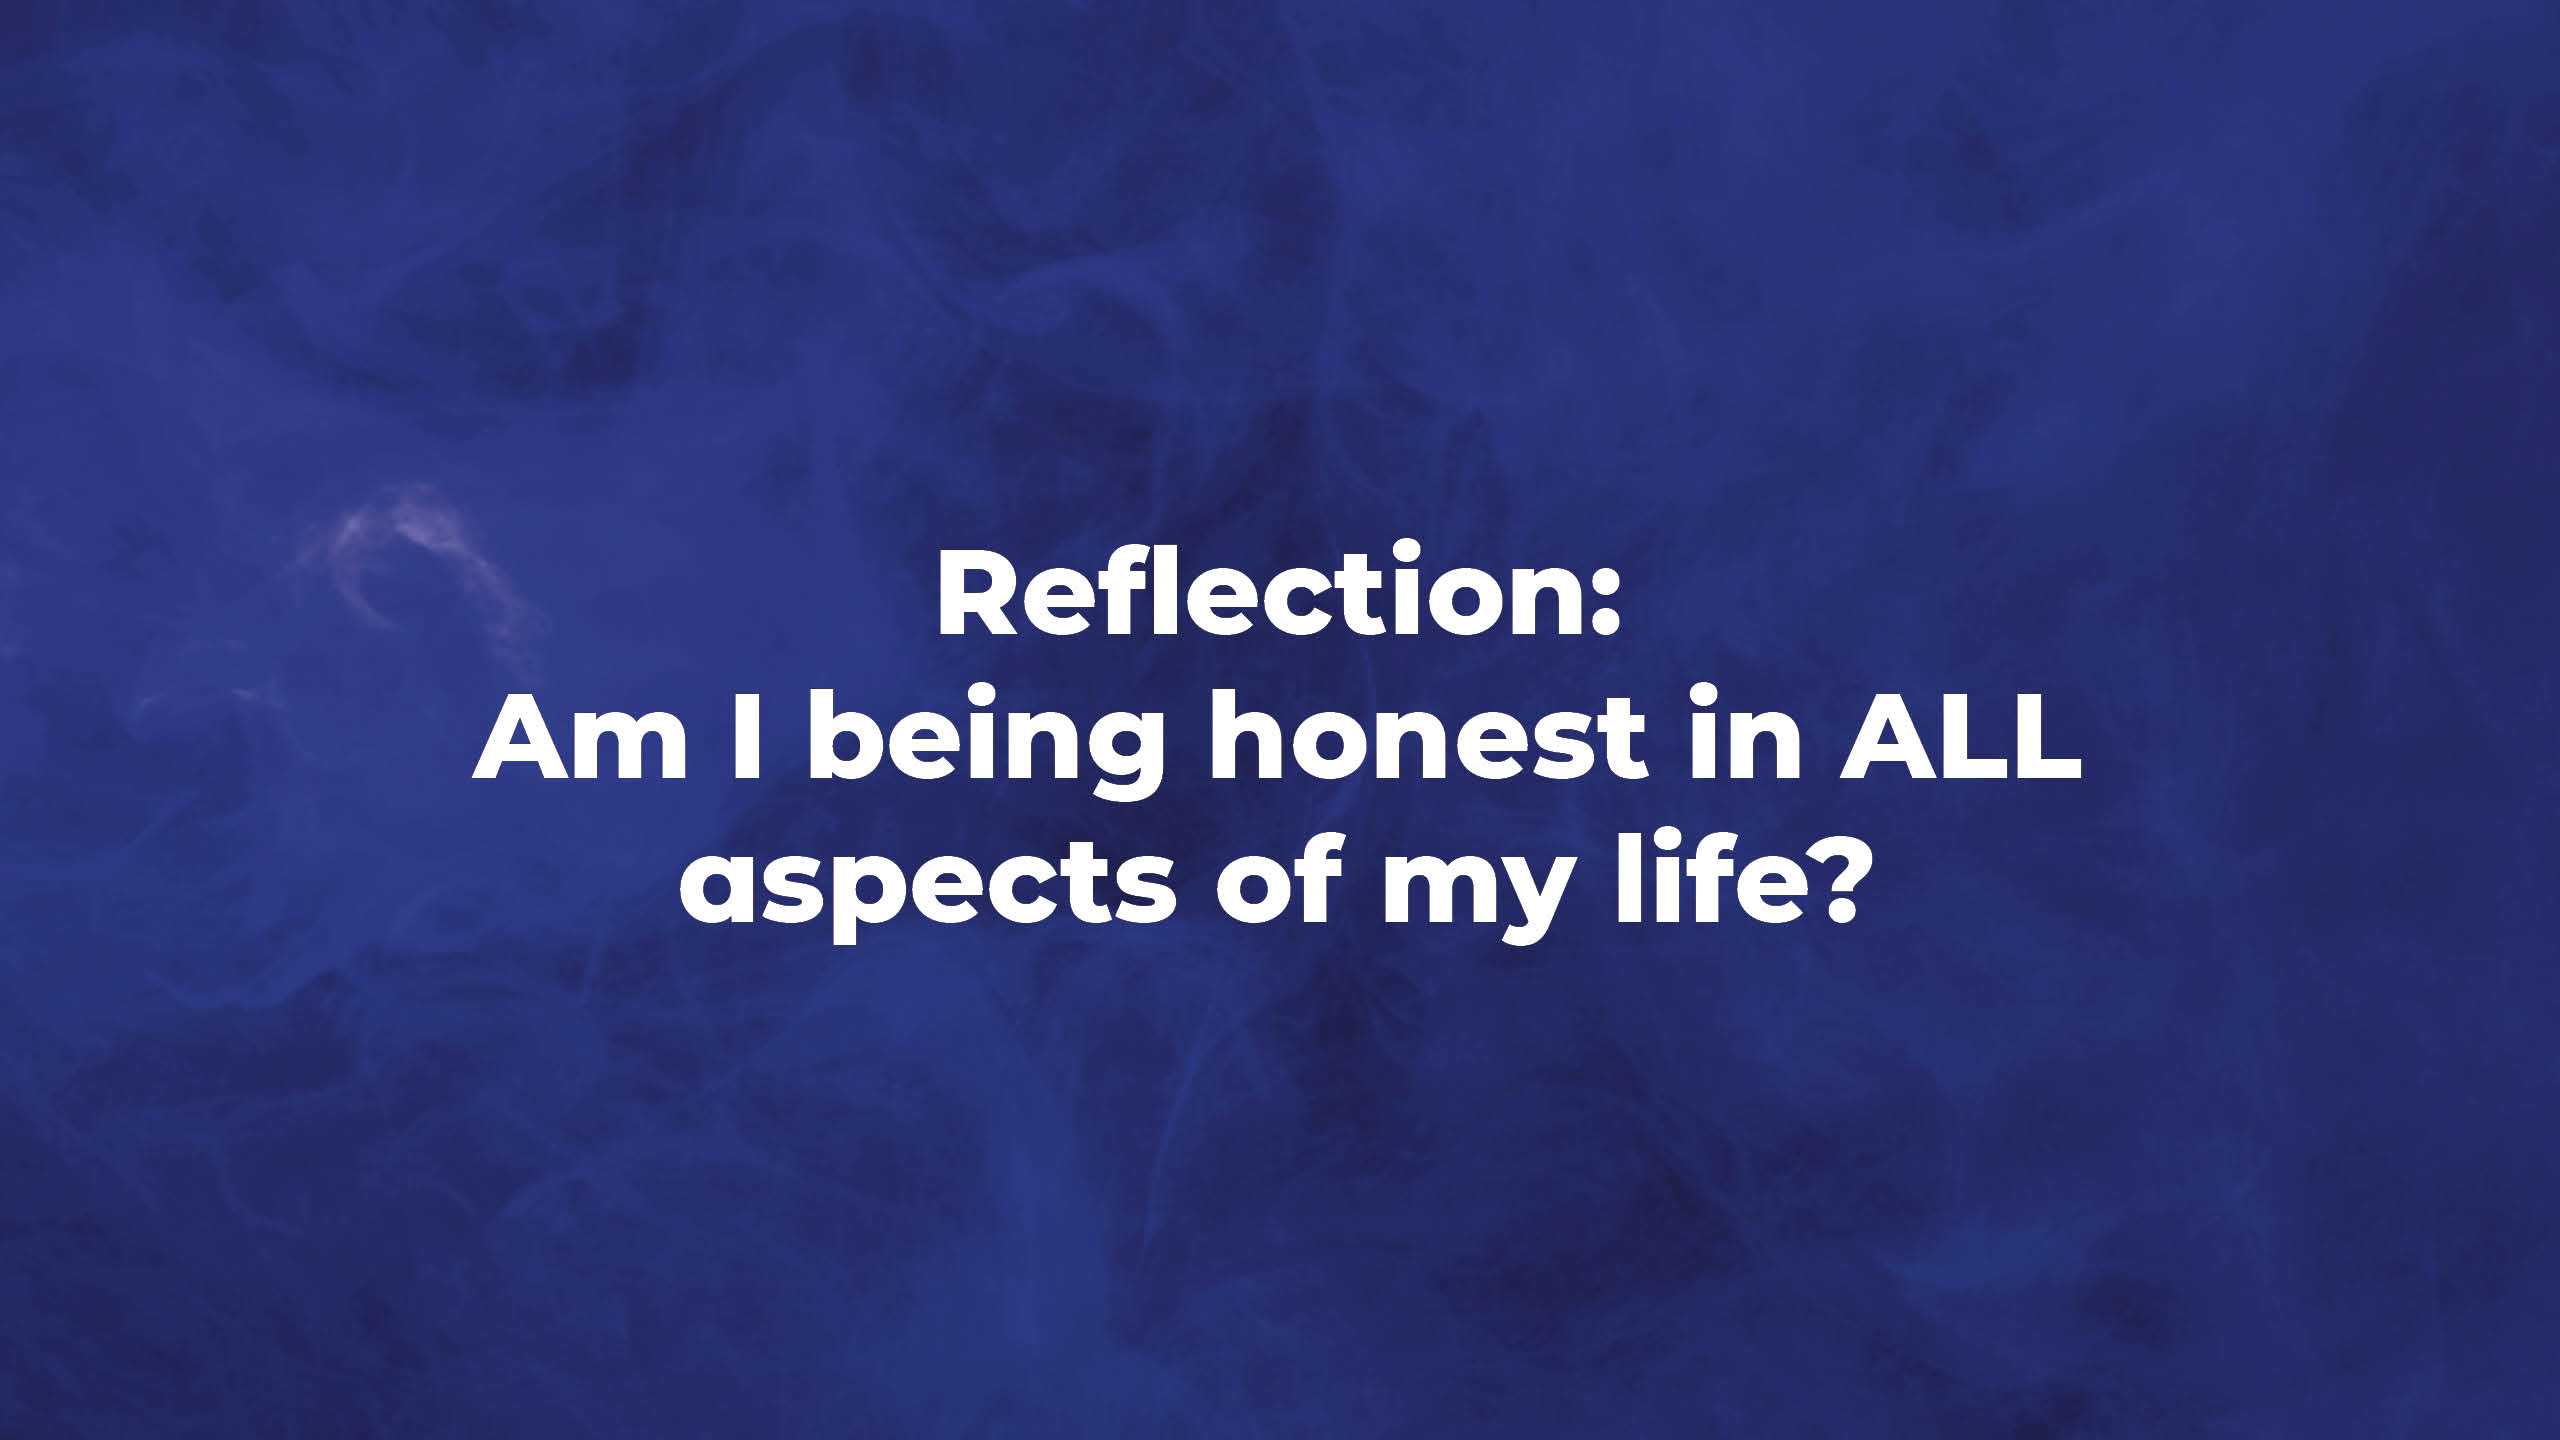 Reflection:
Am I being honest in ALL
aspects of my life?